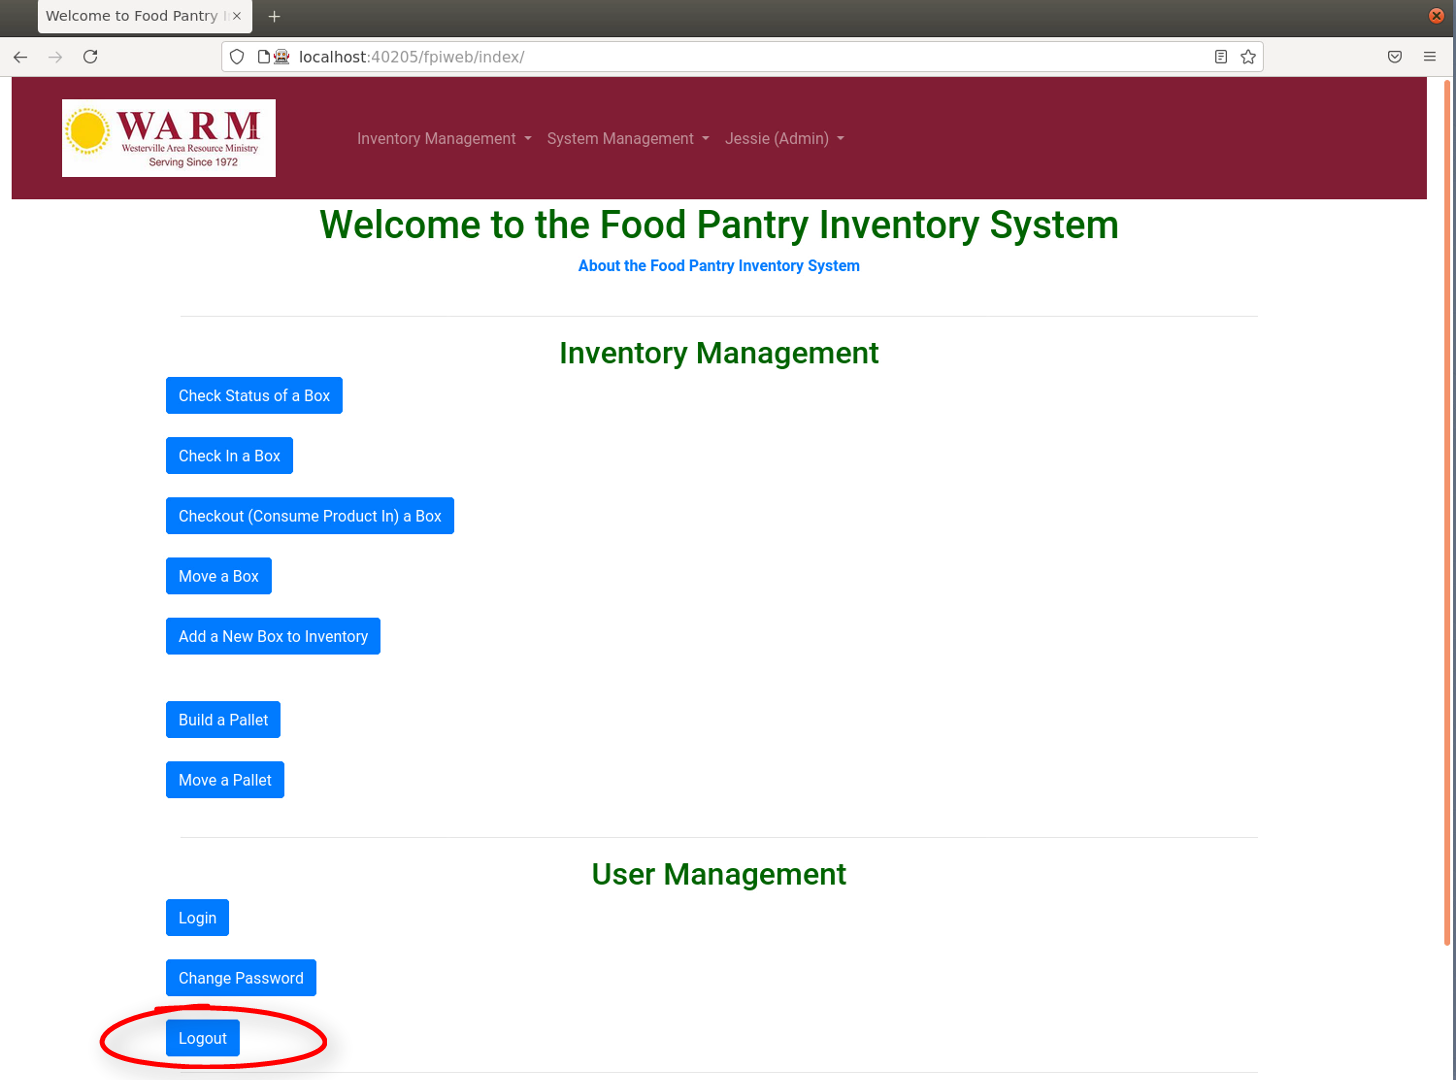 Welcome to Food Pantry I
localhost:40205/fpiweb/index/
WARM
Westerville Area Resource Ministry
Serving Since 1972
Inventory Management
System Management
Jessie (Admin)
Welcome to the Food Pantry Inventory System
About the Food Pantry Inventory System
Inventory Management
Check Status of a Box
Check In a Box
Checkout (Consume Product In) a Box
Move a Box
Add a New Box to Inventory
Build a Pallet
Move a Pallet
User Management
Login
Change Password
Logout